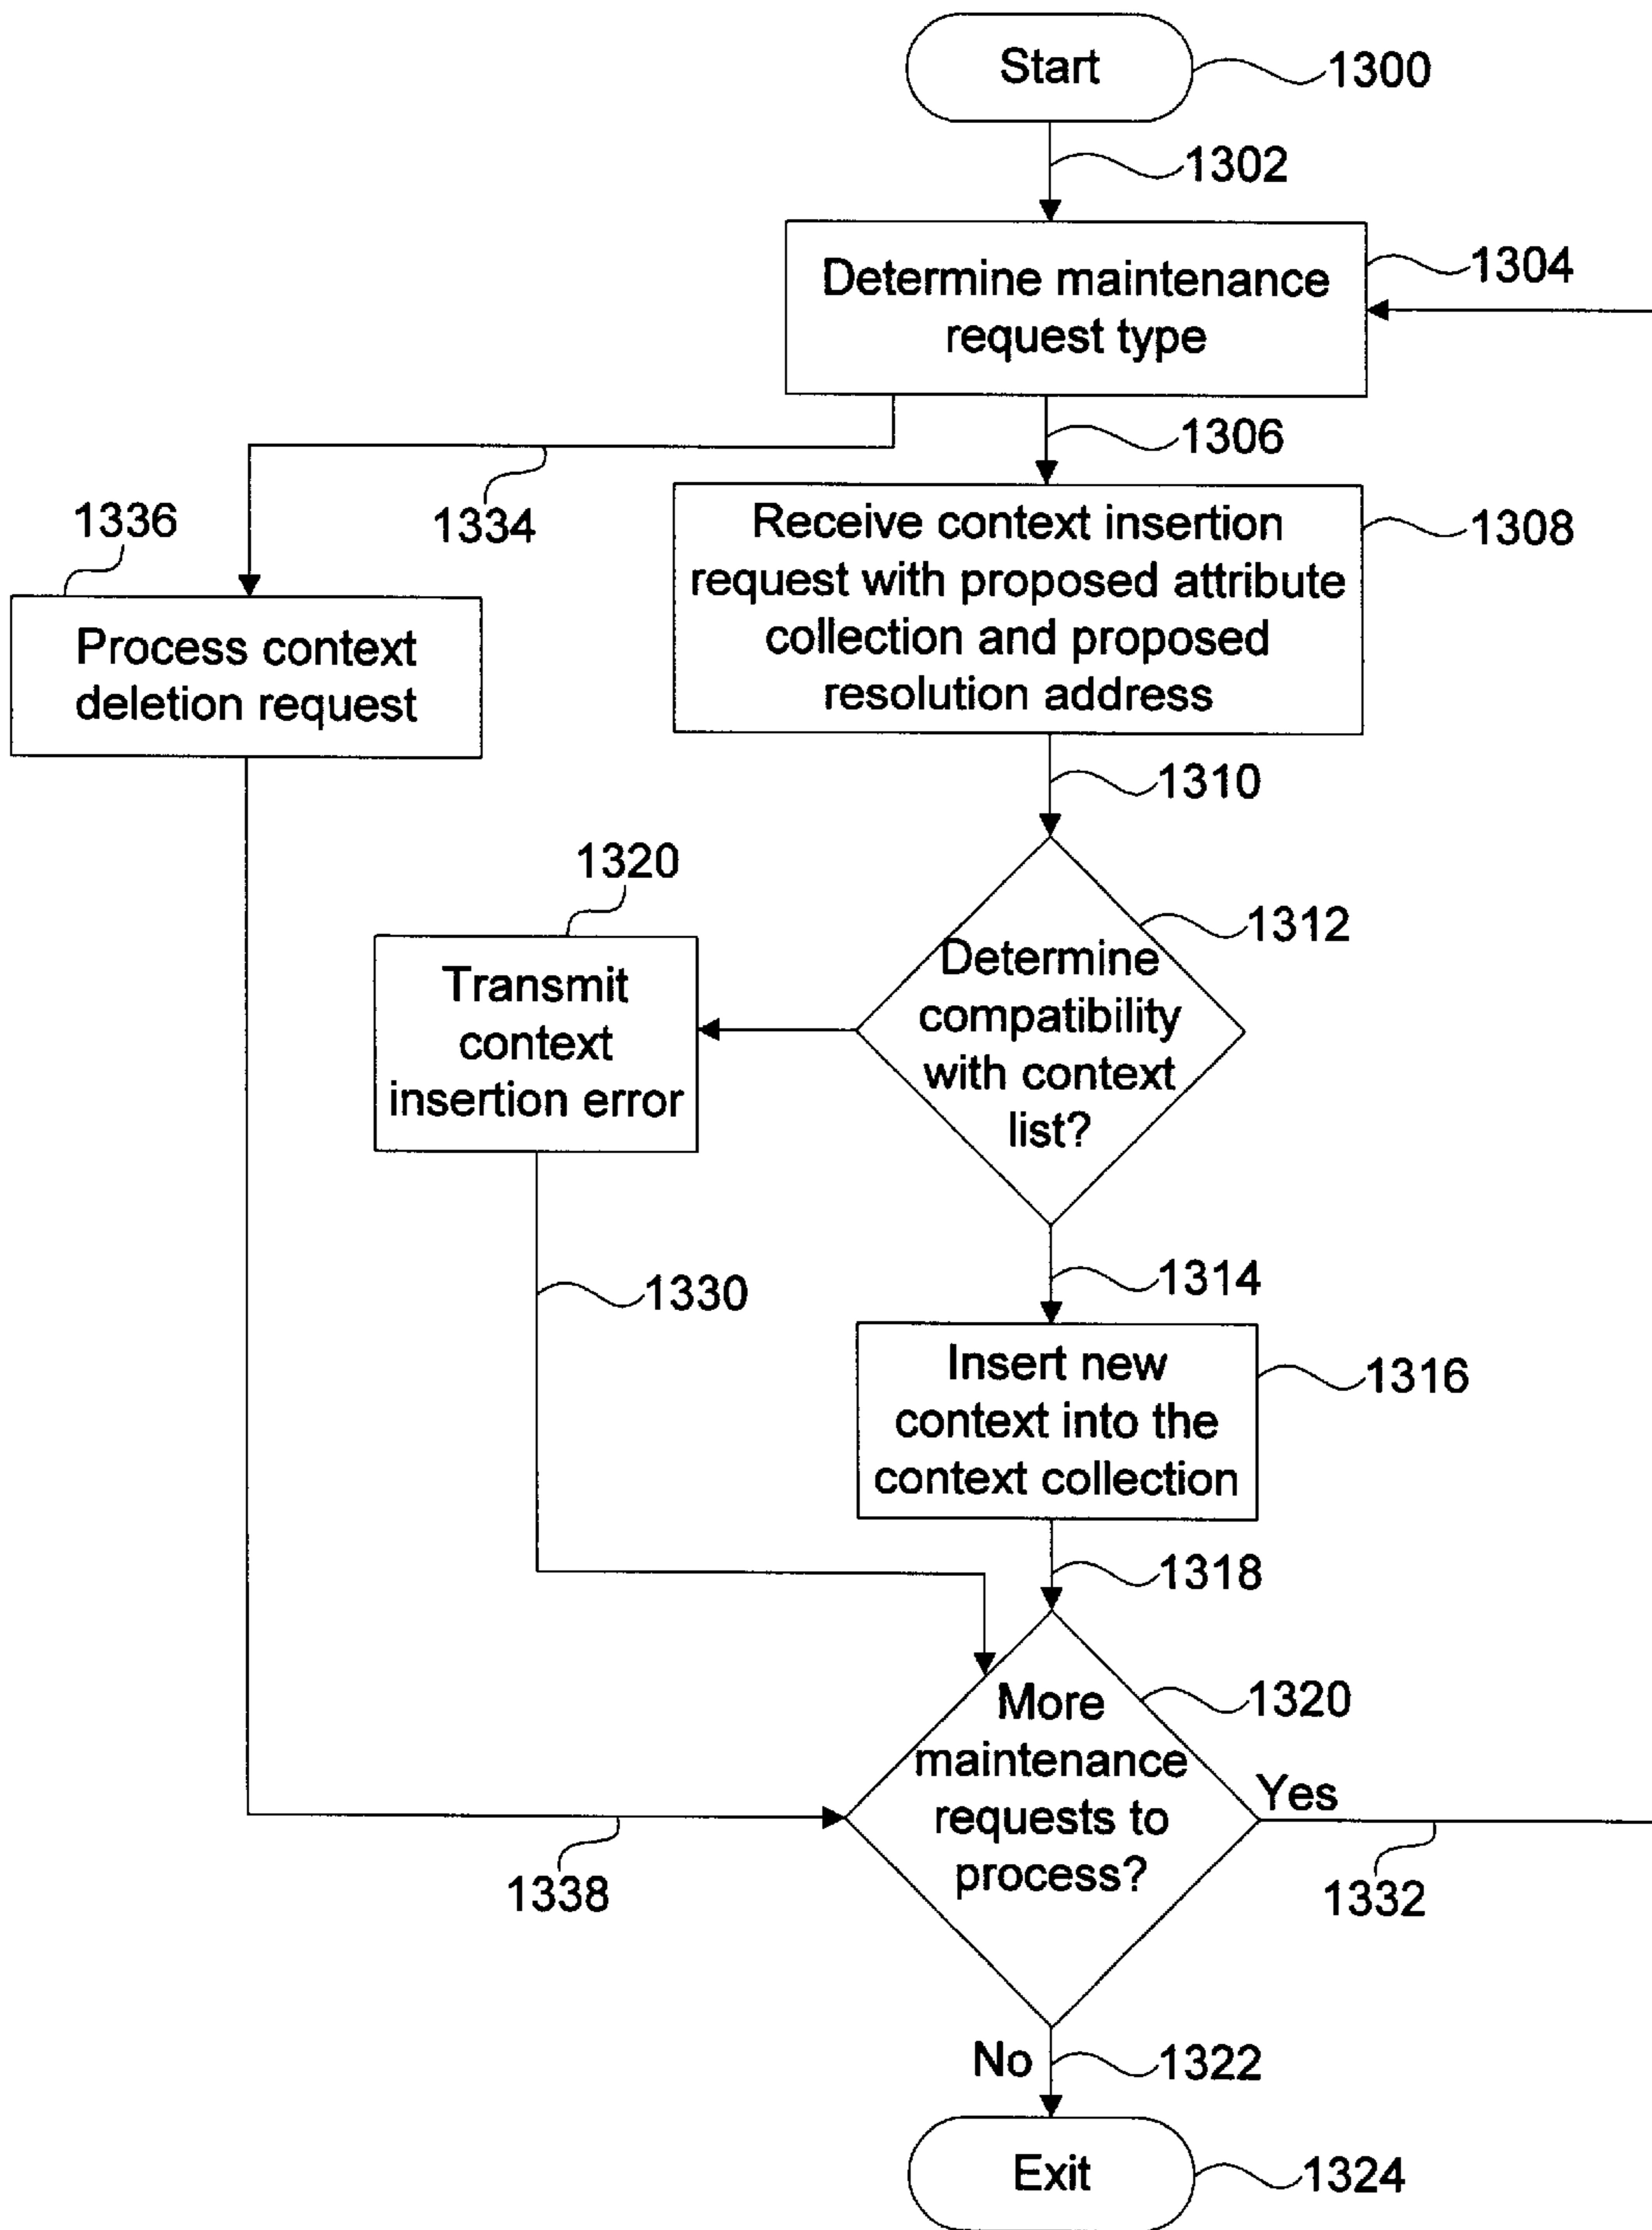 Start
1300
1302
Determine maintenance
request type
1304
1306
1334
1336
Process context
deletion request
Receive context insertion
request with proposed attribute
collection and proposed
resolution address
1308
1310
1320
Transmit
context
insertion error
Determine
compatibility
with context
list?
1312
1330
1314
Insert new
context into the
context collection
1316
1318
More
maintenance
requests to
process?
1320
Yes
1338
1332
No
1322
Exit
1324